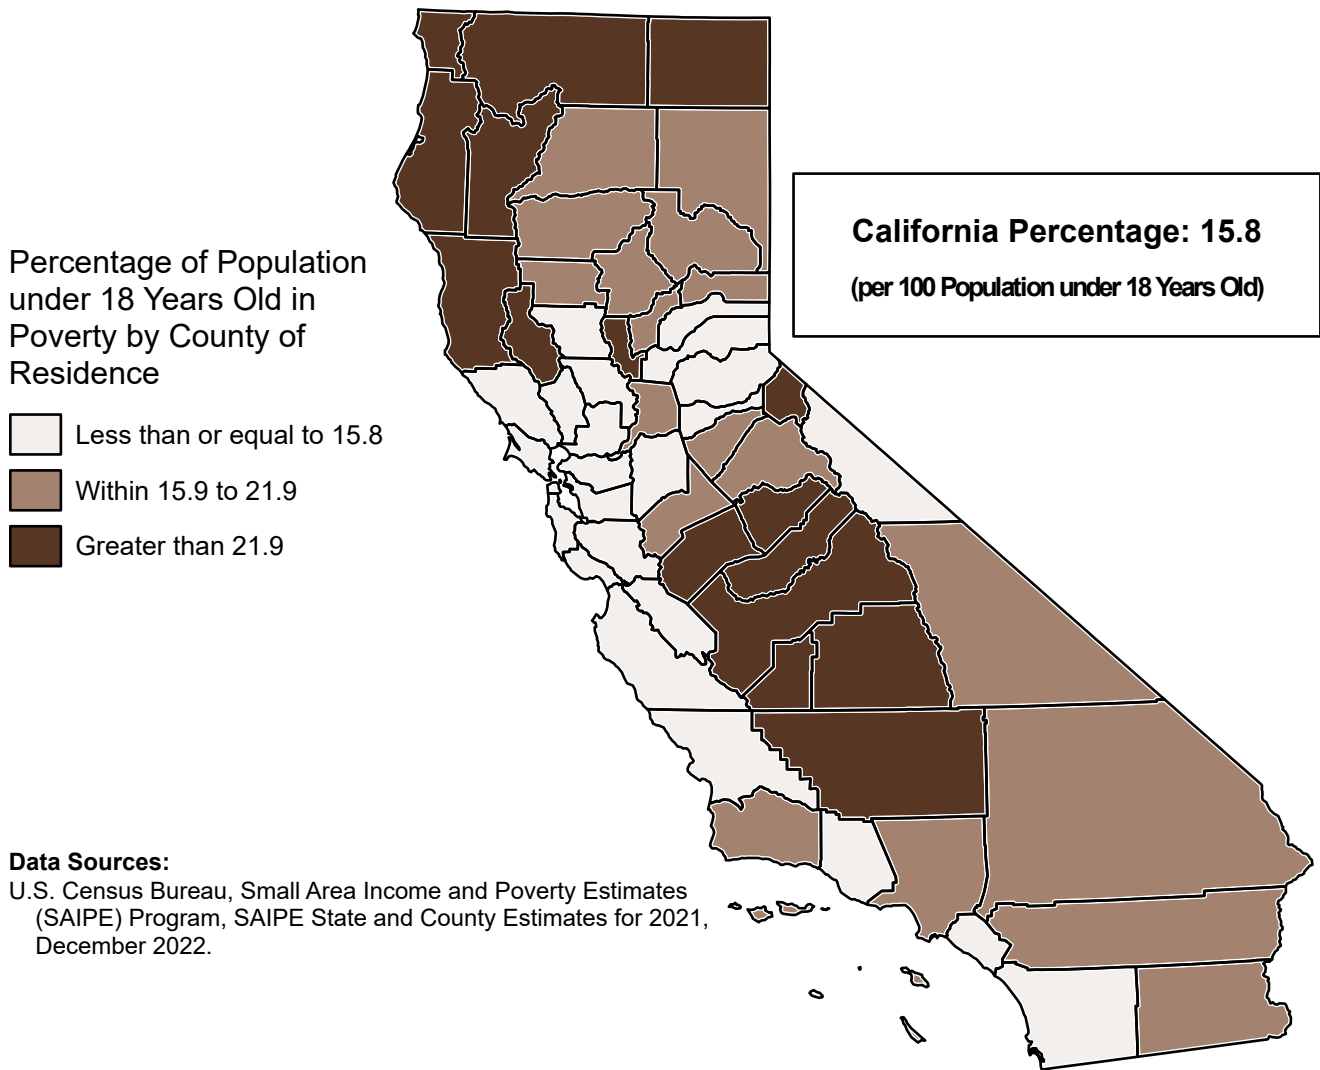 California Percentage: 15.8
(per 100 Population under 18 Years Old)
Percentage of Population
under 18 Years Old in
Poverty by County of
Residence
Less than or equal to 15.8
Within 15.9 to 21.9
Greater than 21.9
Data Sources:
U.S. Census Bureau, Small Area Income and Poverty Estimates
(SAIPE) Program, SAIPE State and County Estimates for 2021,
December 2022.